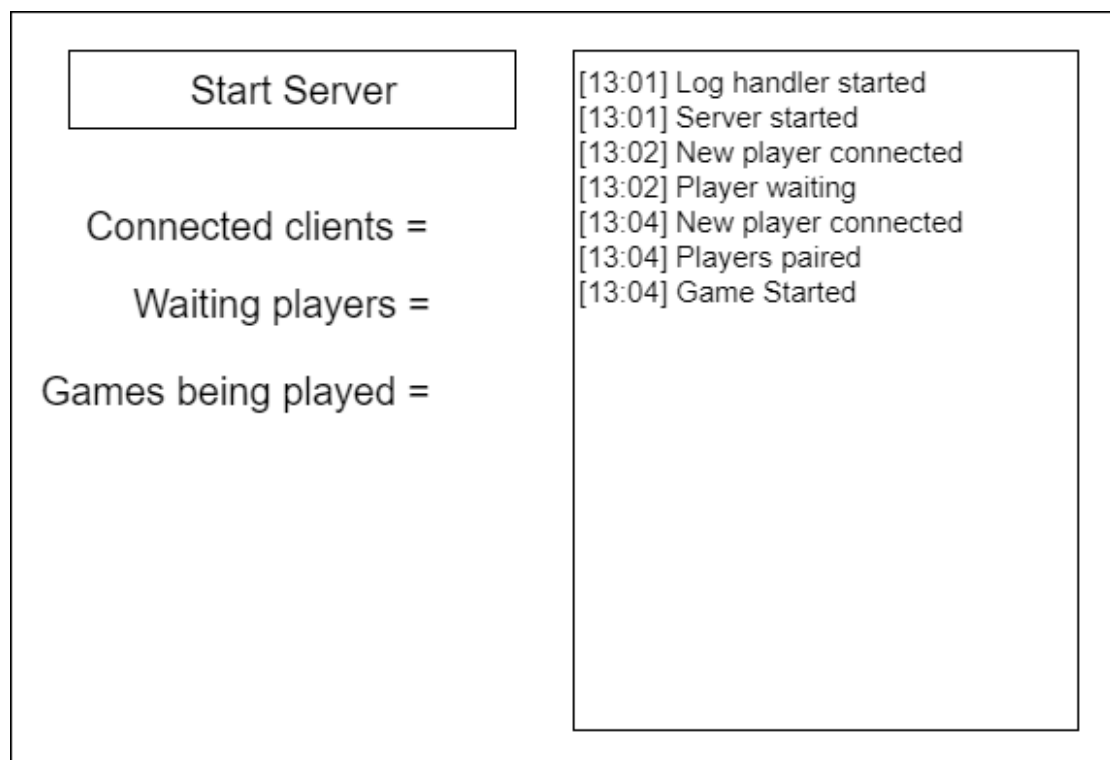 Start Server
Connected clients =
Waiting players =
Games being played =
[13:01] Log handler started
[13:01] Server started
[13:02] New player connected
[13:02] Player waiting
[13:04] New player connected
[13:04] Players paired
[13:04] Game Started